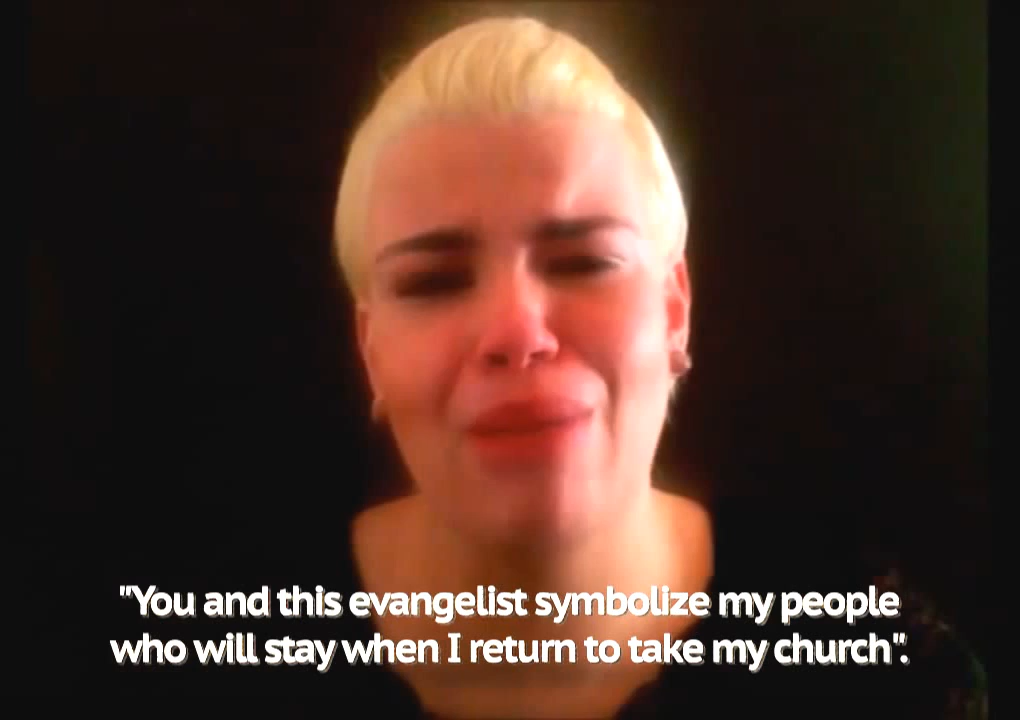 "You and this evangelist symbolize my people
who will stay when I return to take my church".